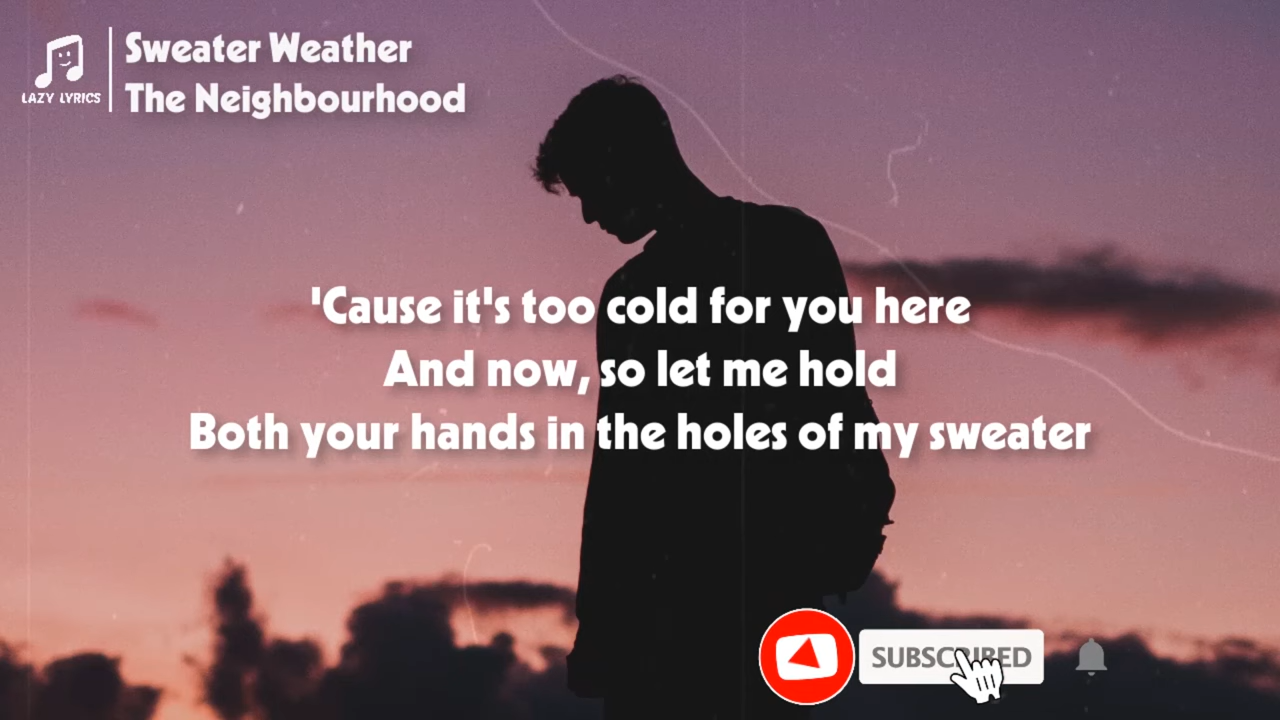 Sweater Weather
The Neighbourhood
LAZY LYRICS
'Cause it's too cold for you here
And now, so let me hold
Both your hands in the holes of my sweater
SUBSCRIBED